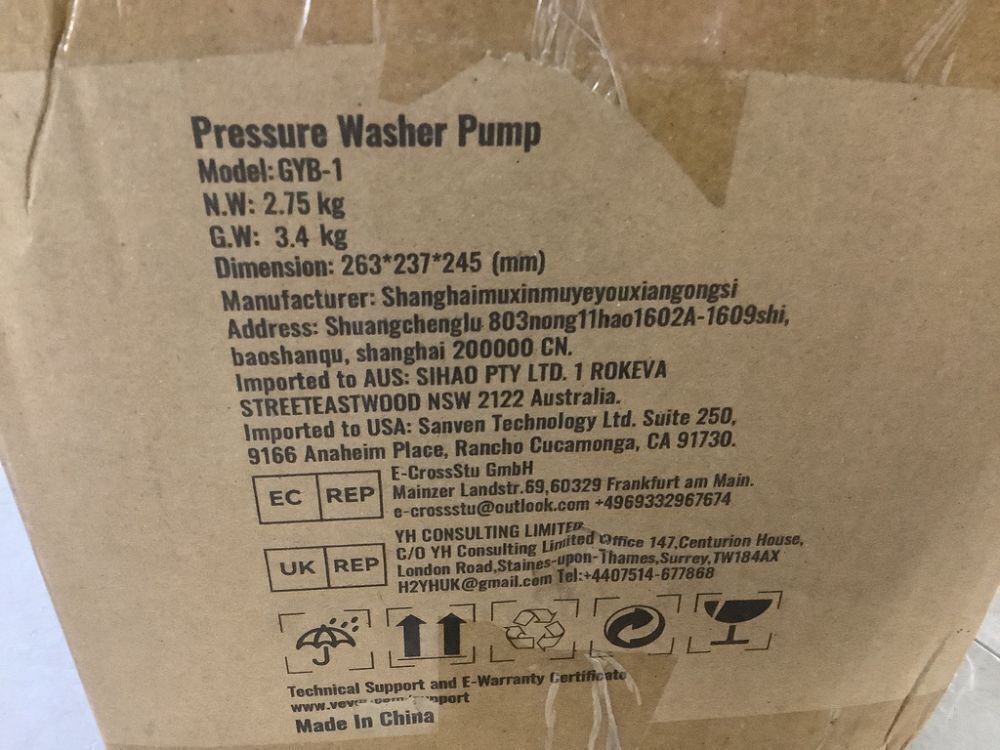 Pressure Washer Pump
Model: GYB-1
N.W: 2.75 kg
G.W: 3.4 kg
Dimension: 263*237*245 (mm)
Manufacturer: Shanghaimuxinmuyeyouxiangongsi
Address: Shuangchenglu 803nong11hao1602A-1609shi,
baoshanqu, shanghai 200000 CN.
Imported to AUS: SIHAO PTY LTD. 1 ROKEVA
STREETEASTWOOD NSW 2122 Australia.
Imported to USA: Sanven Technology Ltd. Suite 250,
9166 Anaheim Place, Rancho Cucamonga, CA 91730.
EC REP
E-CrossStu GmbH
Mainzer Landstr.69,60329 Frankfurt am Main.
e-crossstu@outlook.com +4969332967674
UK REP
YH CONSULTING LIMITED.
C/O YH Consulting Limited Office 147,Centurion House,
London Road,Staines-upon-Thames,Surrey,TW184AX
H2YHUK@gmail.com Tel:+4407514-677868
Technical Support and E-Warranty Certificate
Made In China